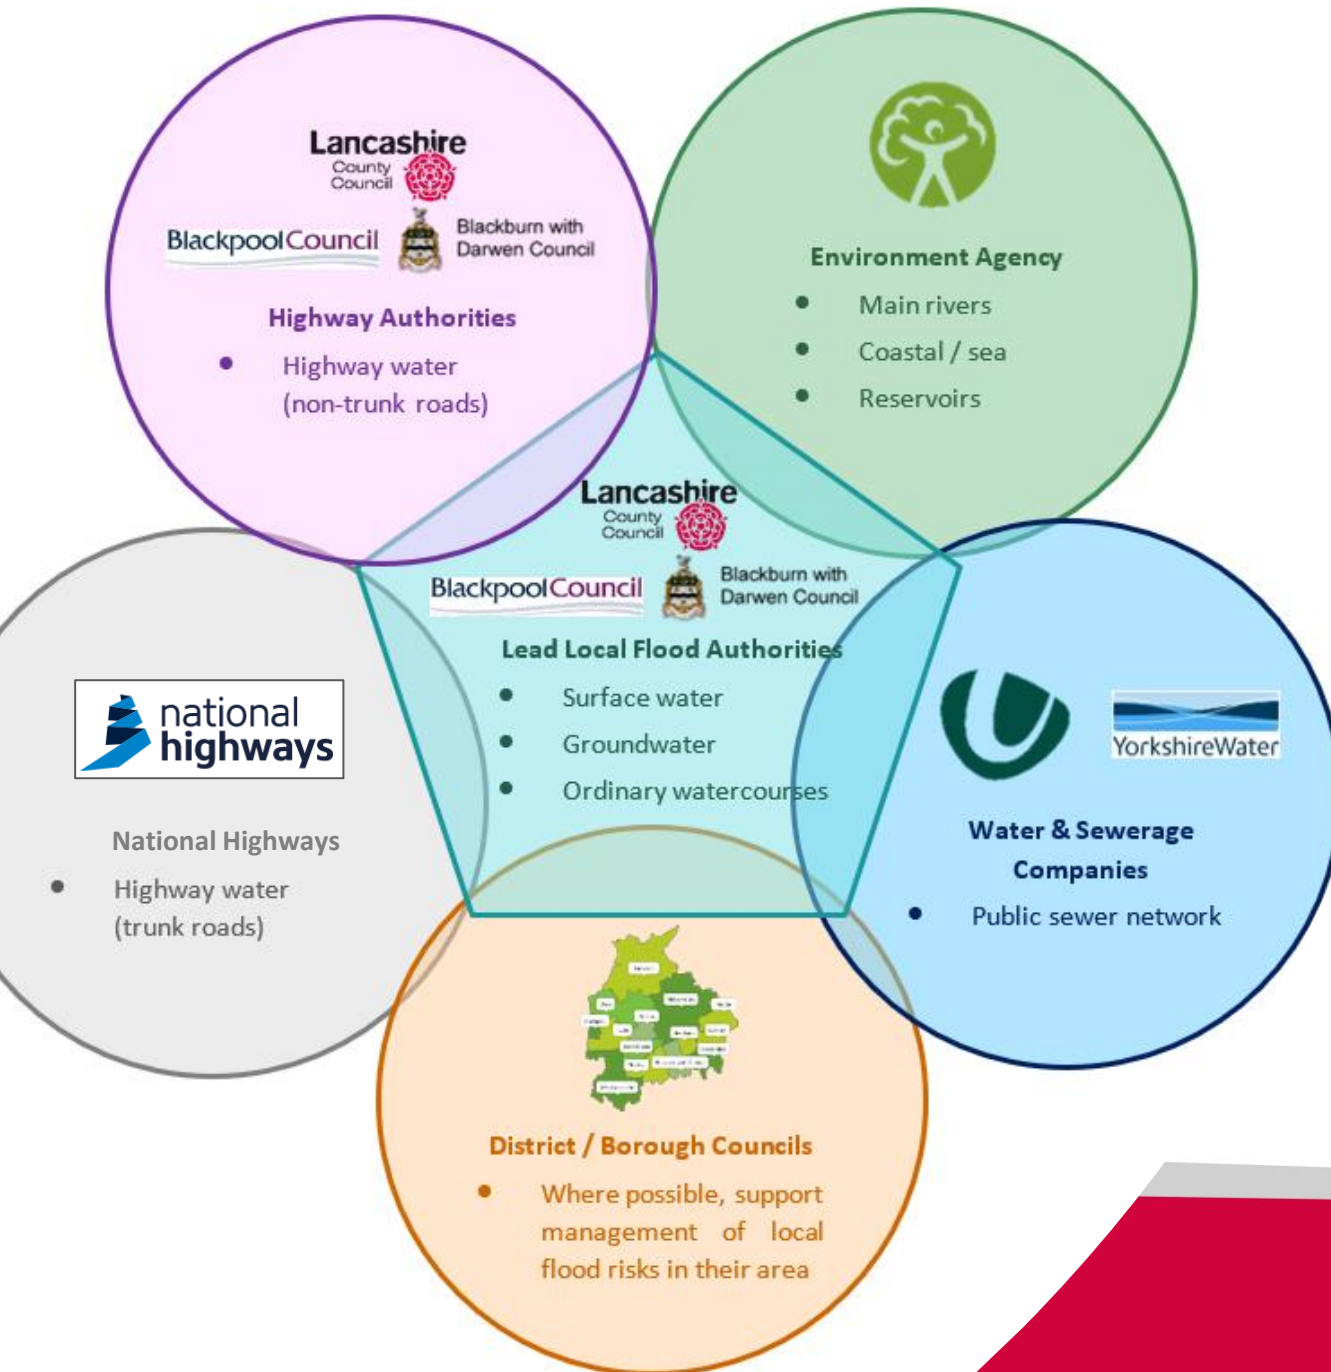 Lancashire
County
Council
BlackpoolCouncil
Blackburn with
Darwen Council
Highway Authorities
• Highway water
(non-trunk roads)
Environment Agency
• Main rivers
• Coastal / sea
• Reservoirs
Lancashire
County
Council
BlackpoolCouncil
Blackburn with
Darwen Council
Lead Local Flood Authorities
• Surface water
• Groundwater
• Ordinary watercourses
national
highways
National Highways
• Highway water
(trunk roads)
YorkshireWater
Water & Sewerage
Companies
• Public sewer network
District / Borough Councils
• Where possible, support
management of local
flood risks in their area